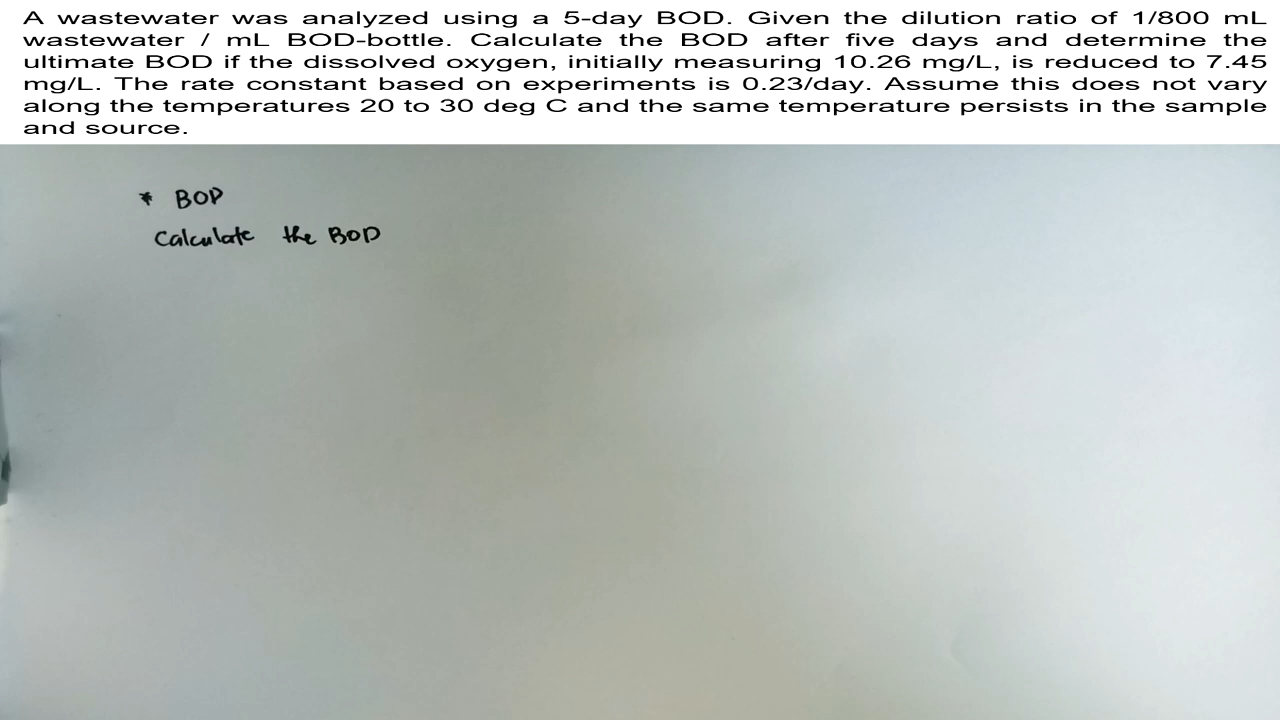 A wastewater was analyzed using a 5-day BOD. Given the dilution ratio of 1/800 mL
wastewater / mL BOD-bottle. Calculate the BOD after five days and determine the
ultimate BOD if the dissolved oxygen, initially measuring 10.26 mg/L, is reduced to 7.45
mg/L. The rate constant based on experiments is 0.23/day. Assume this does not vary
along the temperatures 20 to 30 deg C and the same temperature persists in the sample
and source.
* BOD
Calculate the BOD